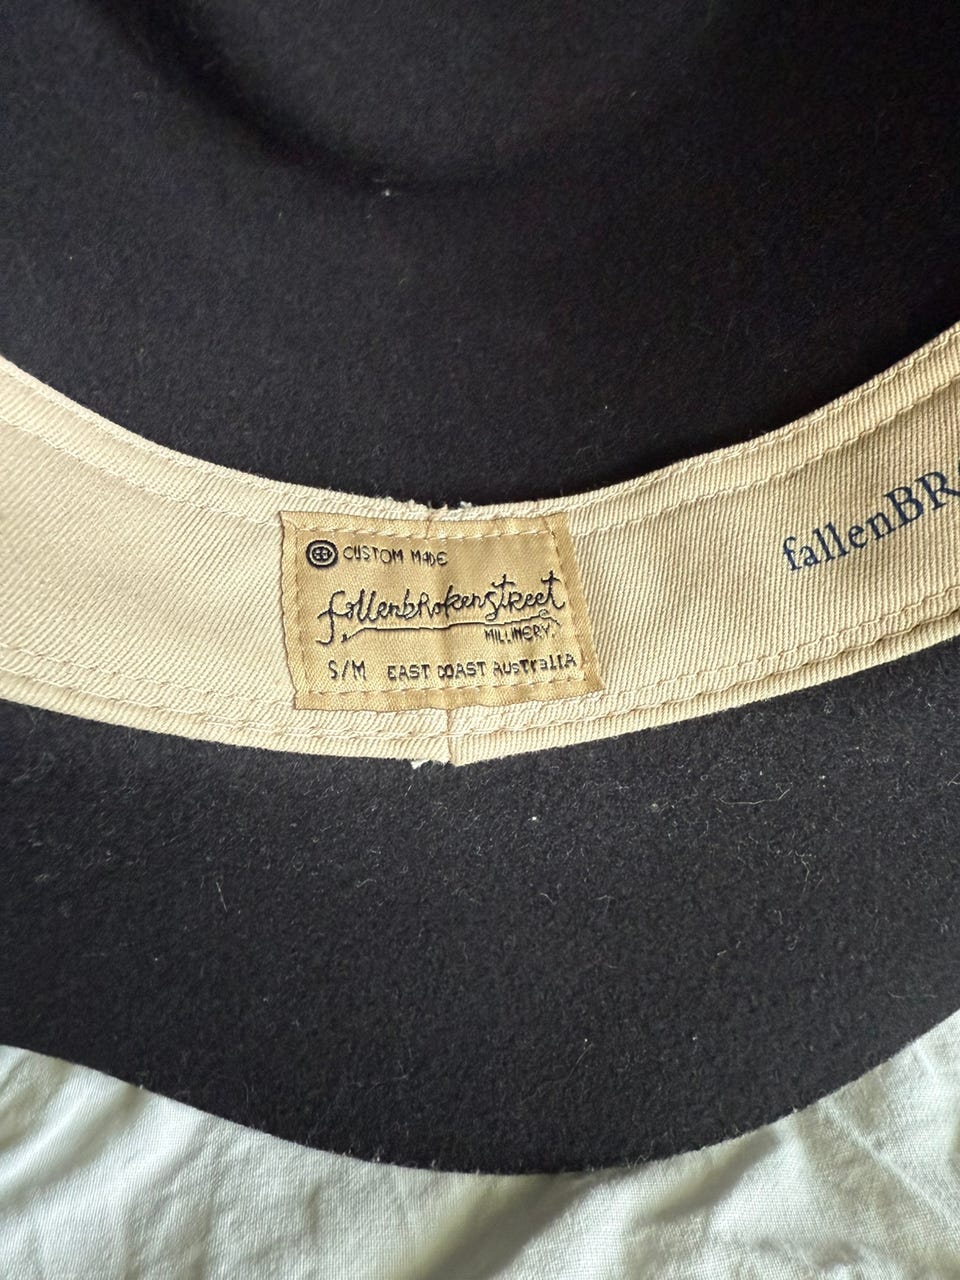 CUSTOM MADE
fallenbrokenstreet
MILLINERY.
S/M EAST COAST AUSTralIA
fallenBR